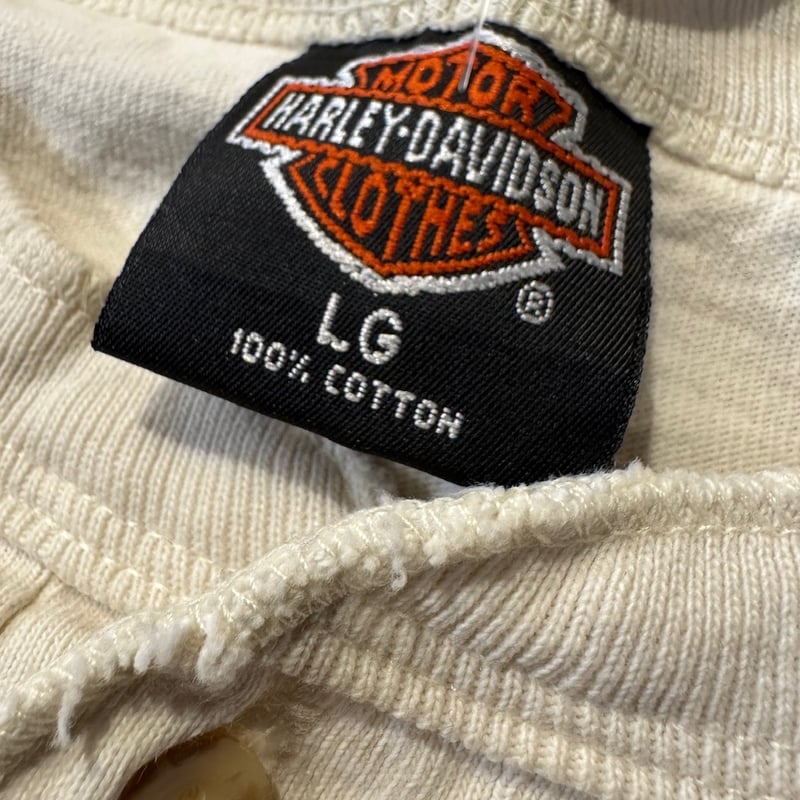 MOTOR
HARLEY-DAVIDSON
CLOTHES
®
LG
100% COTTON